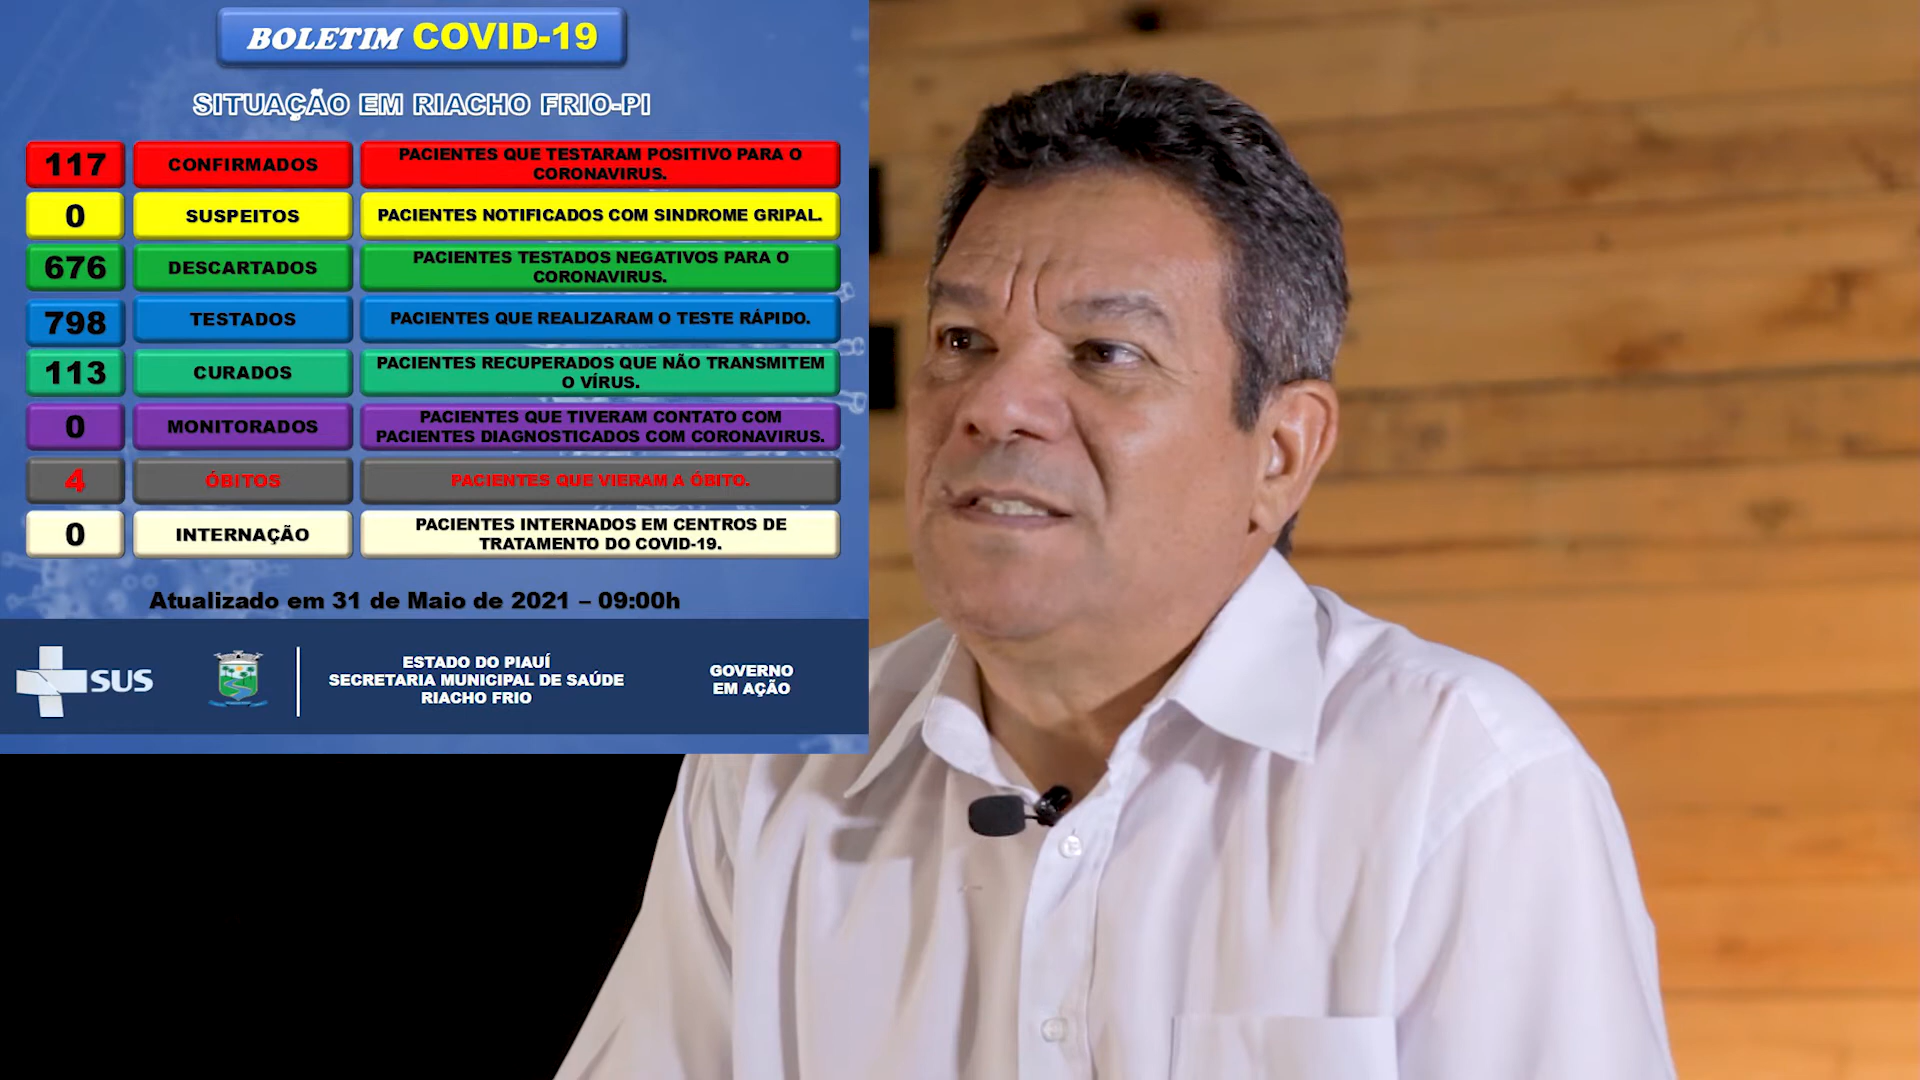 BOLETIM COVID-19
SITUAÇÃO EM RIACHO FRIO-PI
117 CONFIRMADOS PACIENTES QUE TESTARAM POSITIVO PARA O
CORONAVIRUS.
0 SUSPEITOS PACIENTES NOTIFICADOS COM SINDROME GRIPAL.
676 DESCARTADOS PACIENTES TESTADOS NEGATIVOS PARA O
CORONAVIRUS.
798 TESTADOS PACIENTES QUE REALIZARAM O TESTE RÁPIDO.
113 CURADOS PACIENTES RECUPERADOS QUE NÃO TRANSMITEM
O VÍRUS.
0 MONITORADOS PACIENTES QUE TIVERAM CONTATO COM
PACIENTES DIAGNOSTICADOS COM CORONAVIRUS.
4 ÓBITOS PACIENTES QUE VIERAM A ÓBITO.
0 INTERNAÇÃO PACIENTES INTERNADOS EM CENTROS DE
TRATAMENTO DO COVID-19.
Atualizado em 31 de Maio de 2021 – 09:00h
SUS
ESTADO DO PIAUÍ
SECRETARIA MUNICIPAL DE SAÚDE
RIACHO FRIO
GOVERNO
EM AÇÃO